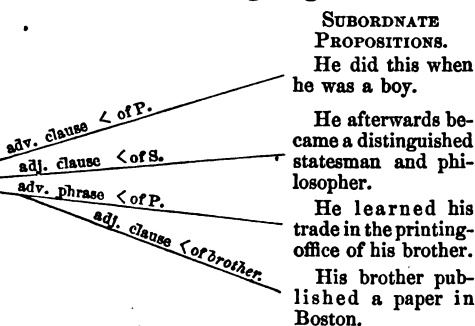 SUBORDNATE
PROPOSITIONS.
He did this when
he was a boy.
He afterwards be-
came a distinguished
statesman and phi-
losopher.
He learned his
trade in the printing-
office of his brother.
His brother pub-
lished a paper in
Boston.
adv. clause < of P.
adj. clause < of S.
adv. phrase < of P.
adj. clause < of brother.